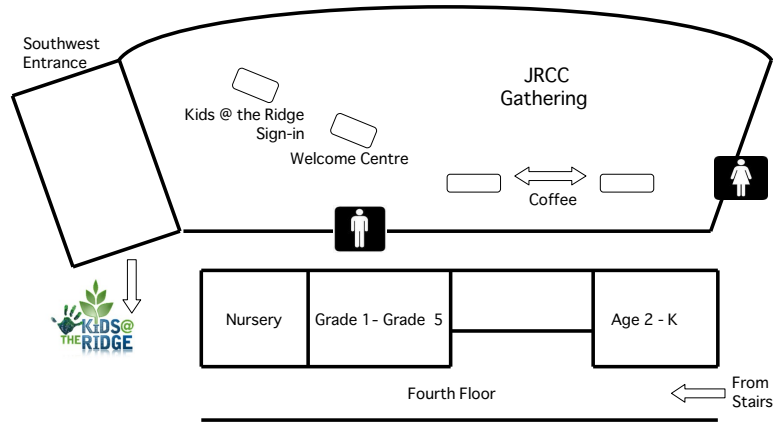 Southwest
Entrance
JRCC
Gathering
Kids @ the Ridge
Sign-in
Welcome Centre
Coffee
KIDS@
THE RIDGE
Nursery
Grade 1 - Grade 5
Age 2 - K
Fourth Floor
From
Stairs